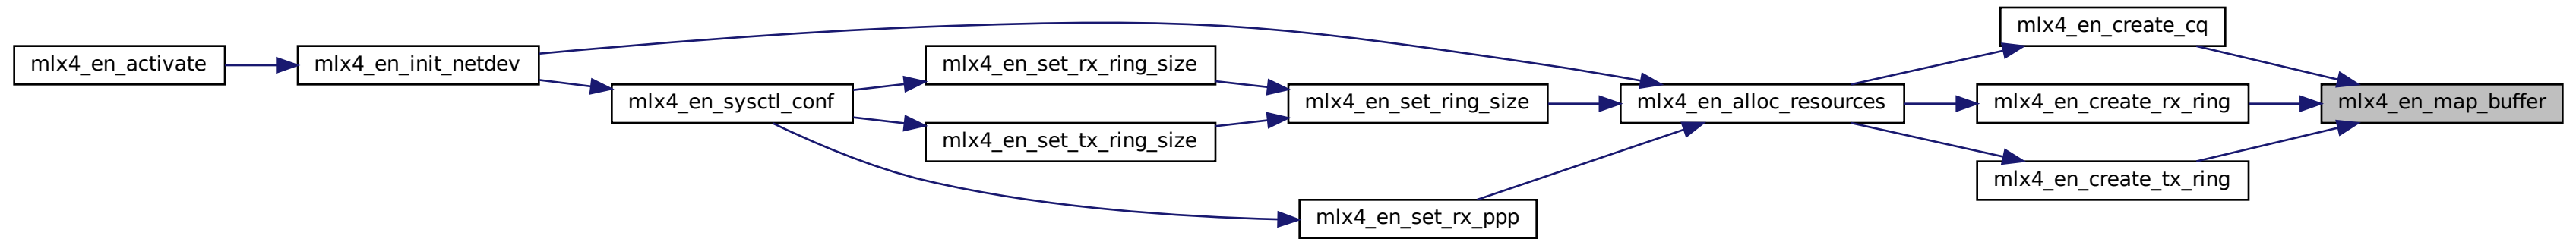 mlx4_en_activate
mlx4_en_init_netdev
mlx4_en_sysctl_conf
mlx4_en_set_rx_ring_size
mlx4_en_set_tx_ring_size
mlx4_en_set_ring_size
mlx4_en_set_rx_ppp
mlx4_en_alloc_resources
mlx4_en_create_cq
mlx4_en_create_rx_ring
mlx4_en_create_tx_ring
mlx4_en_map_buffer